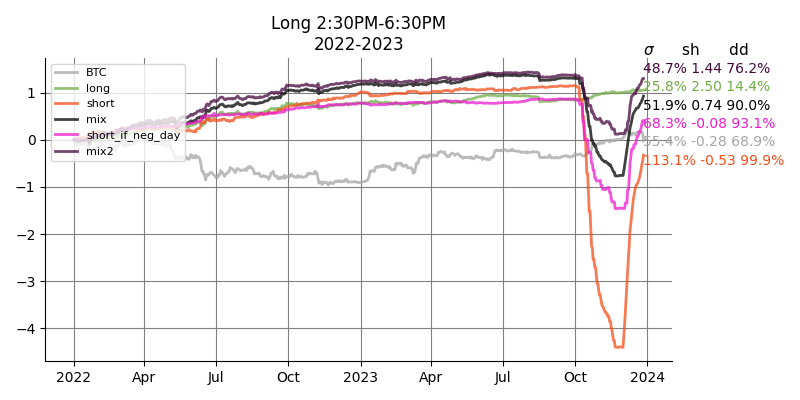 Long 2:30PM-6:30PM
2022-2023
σ sh dd
48.7% 1.44 76.2%
25.8% 2.50 14.4%
51.9% 0.74 90.0%
68.3% -0.08 93.1%
55.4% -0.28 68.9%
113.1% -0.53 99.9%
BTC
long
short
mix
short_if_neg_day
mix2
1
0
−1
−2
−3
−4
2022 Apr Jul Oct 2023 Apr Jul Oct 2024